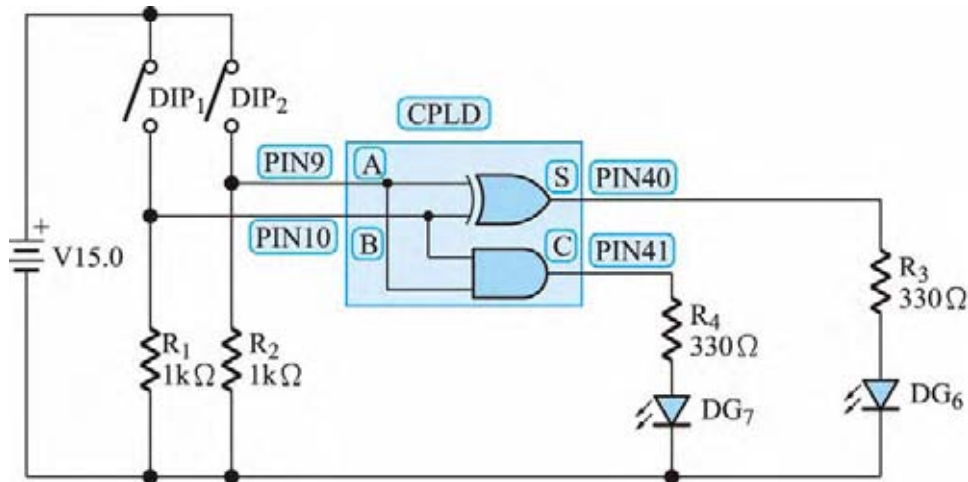 DIP1
DIP2
CPLD
PIN9
A
S
PIN40
PIN10
B
C
PIN41
+
V15.0
R1
1kΩ
R2
1kΩ
R4
330Ω
R3
330Ω
DG7
DG6